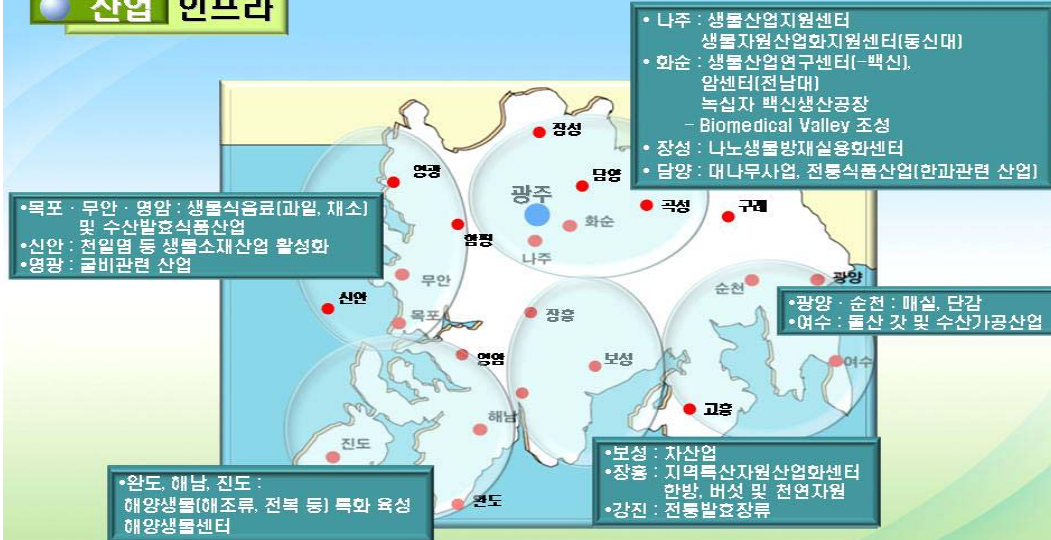 산업 인프라
• 나주 : 생물산업지원센터
생물자원산업화지원센터(동신대)
• 화순 : 생물산업연구센터(-백신),
암센터(전남대)
녹십자 백신생산공장
- Biomedical Valley 조성
• 장성 : 나노생물방재실용화센터
• 담양 : 대나무사업, 전통식품산업(한과관련 산업)
장성
영광
담양
광주
곡성
구례
화순
함평
나주
•목포 · 무안 · 영암 : 생물식음료(과일, 채소)
및 수산발효식품산업
•신안 : 천일염 등 생물소재산업 활성화
•영광 : 굴비관련 산업
무안
신안
목포
순천
광양
장흥
•광양 · 순천 : 매실, 단감
•여수 : 돌산 갓 및 수산가공산업
영암
보성
여수
해남
고흥
진도
완도
•보성 : 차산업
•장흥 : 지역특산자원산업화센터
한방, 버섯 및 천연자원
•강진 : 전통발효장류
•완도, 해남, 진도 :
해양생물(해조류, 전복 등) 특화 육성
해양생물센터